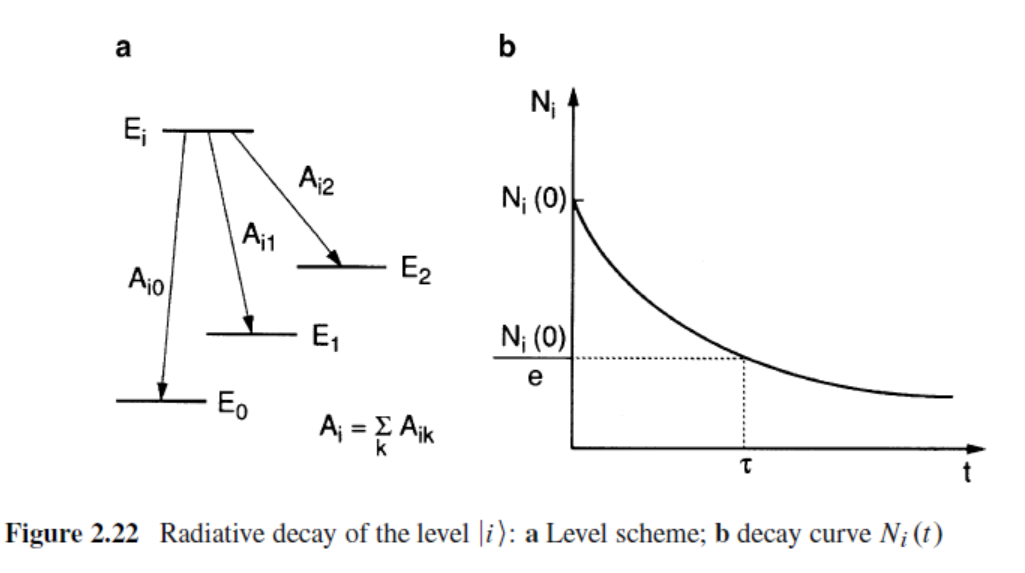 a
E_i
A_i2
A_i1
A_i0
E_2
E_1
E_0
A_i = Σ_k A_ik
b
N_i
N_i (0)
N_i (0)
e
τ
t
Figure 2.22 Radiative decay of the level |i⟩: a Level scheme; b decay curve N_i (t)